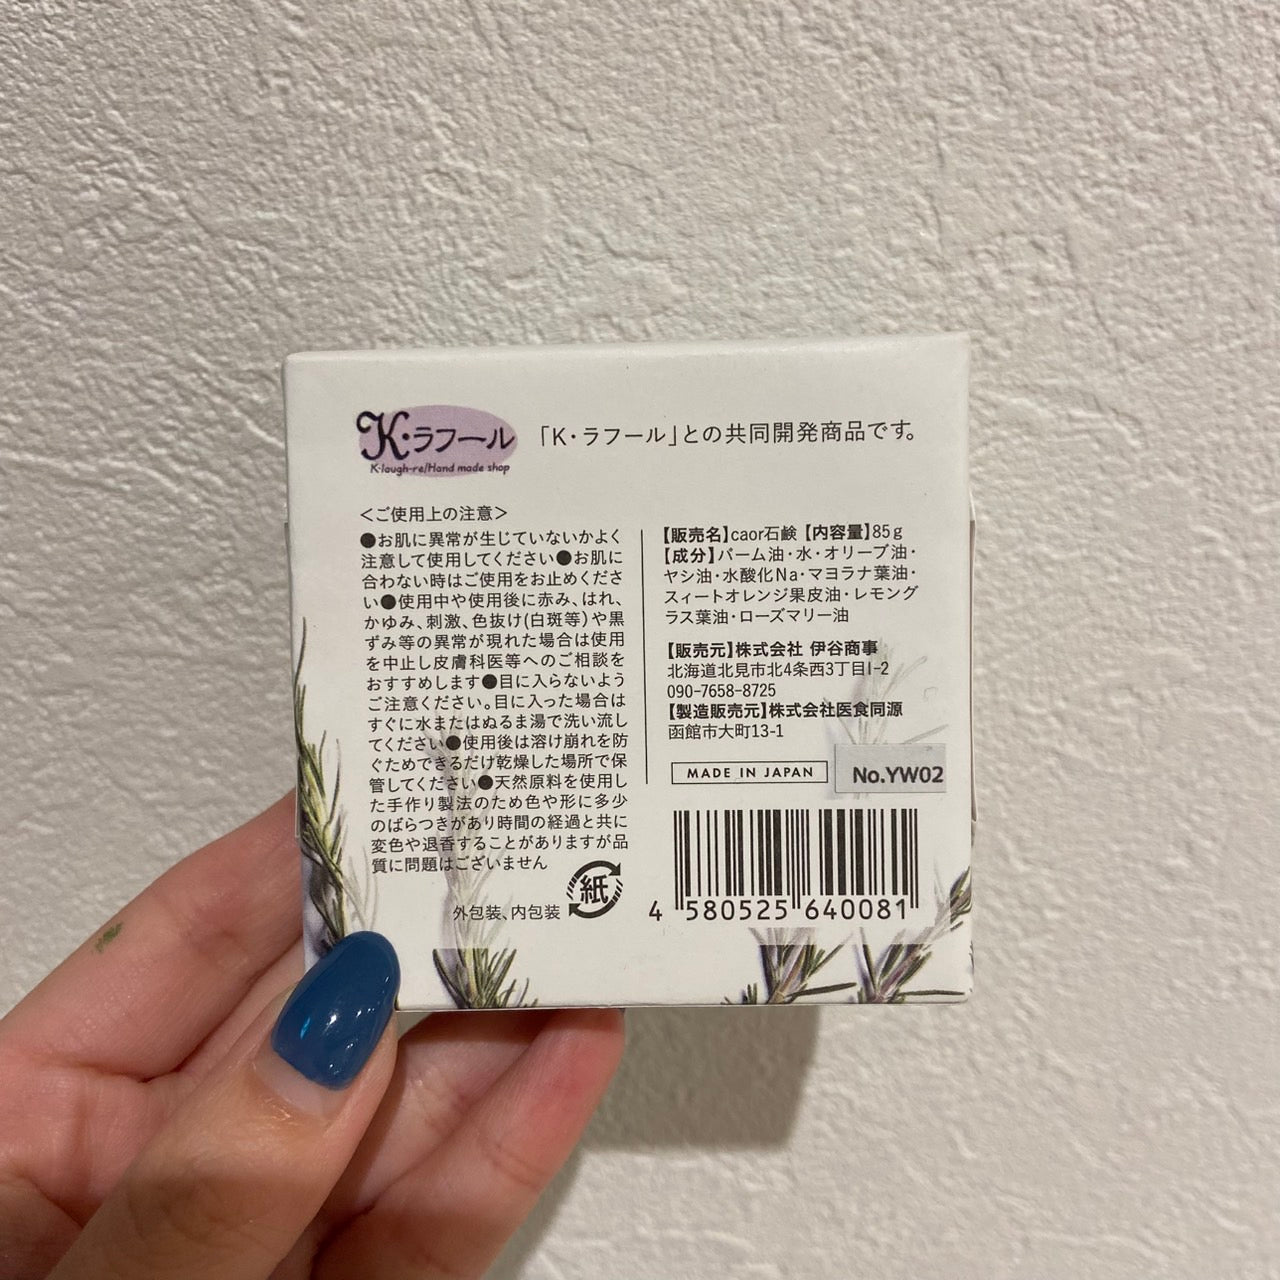 K・ラフール
K・laugh-re/Hand made shop
「K・ラフール」との共同開発商品です。
＜ご使用上の注意＞
●お肌に異常が生じていないかよく
注意して使用してください●お肌に
合わない時はご使用をお止めくださ
い●使用中や使用後に赤み、はれ、
かゆみ、刺激、色抜け(白斑等)や黒
ずみ等の異常が現れた場合は使用
を中止し皮膚科医等へのご相談を
おすすめします●目に入らないよう
ご注意ください。目に入った場合は
すぐに水またはぬるま湯で洗い流し
てください●使用後は溶け崩れを防
ぐためできるだけ乾燥した場所で保
管してください●天然原料を使用し
た手作り製法のため色や形に多少
のばらつきがあり時間の経過と共に
変色や退香することがありますが品
質に問題はございません
外包装、内包装
紙
【販売名】caor石鹸【内容量】85g
【成分】パーム油・水・オリーブ油・
ヤシ油・水酸化Na・マヨラナ葉油・
スィートオレンジ果皮油・レモング
ラス葉油・ローズマリー油
【販売元】株式会社 伊谷商事
北海道北見市北4条西3丁目1-2
090-7658-8725
【製造販売元】株式会社医食同源
函館市大町13-1
MADE IN JAPAN
No.YW02
4 580525 640081